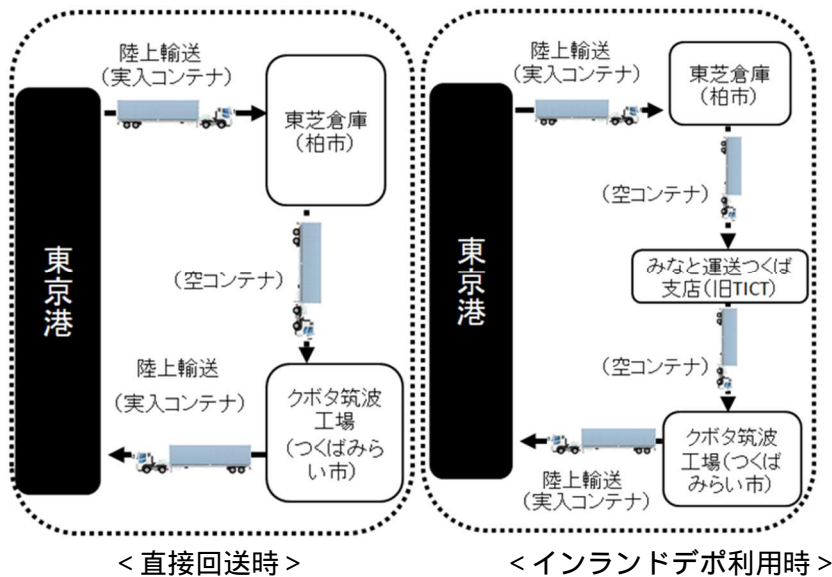 陸上輸送
(実入コンテナ)
東芝倉庫
(柏市)
東京港
(空コンテナ)
陸上輸送
(実入コンテナ)
クボタ筑波
工場
(つくばみら
い市)
<直接回送時>
陸上輸送
(実入コンテナ)
東芝倉庫
(柏市)
東京港
(空コンテナ)
みなと運送つくば
支店(旧TICT)
(空コンテナ)
クボタ筑波
工場(つくば
みらい市)
陸上輸送
(実入コンテナ)
<インランドデポ利用時>